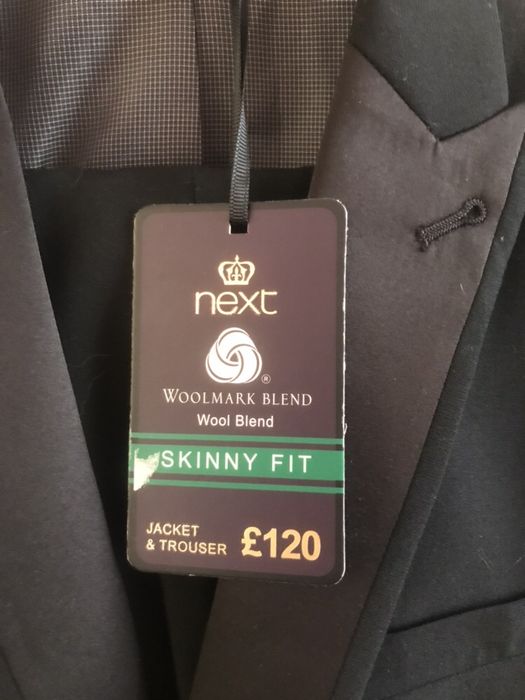 next
®
WOOLMARK BLEND
Wool Blend
SKINNY FIT
JACKET
& TROUSER £120